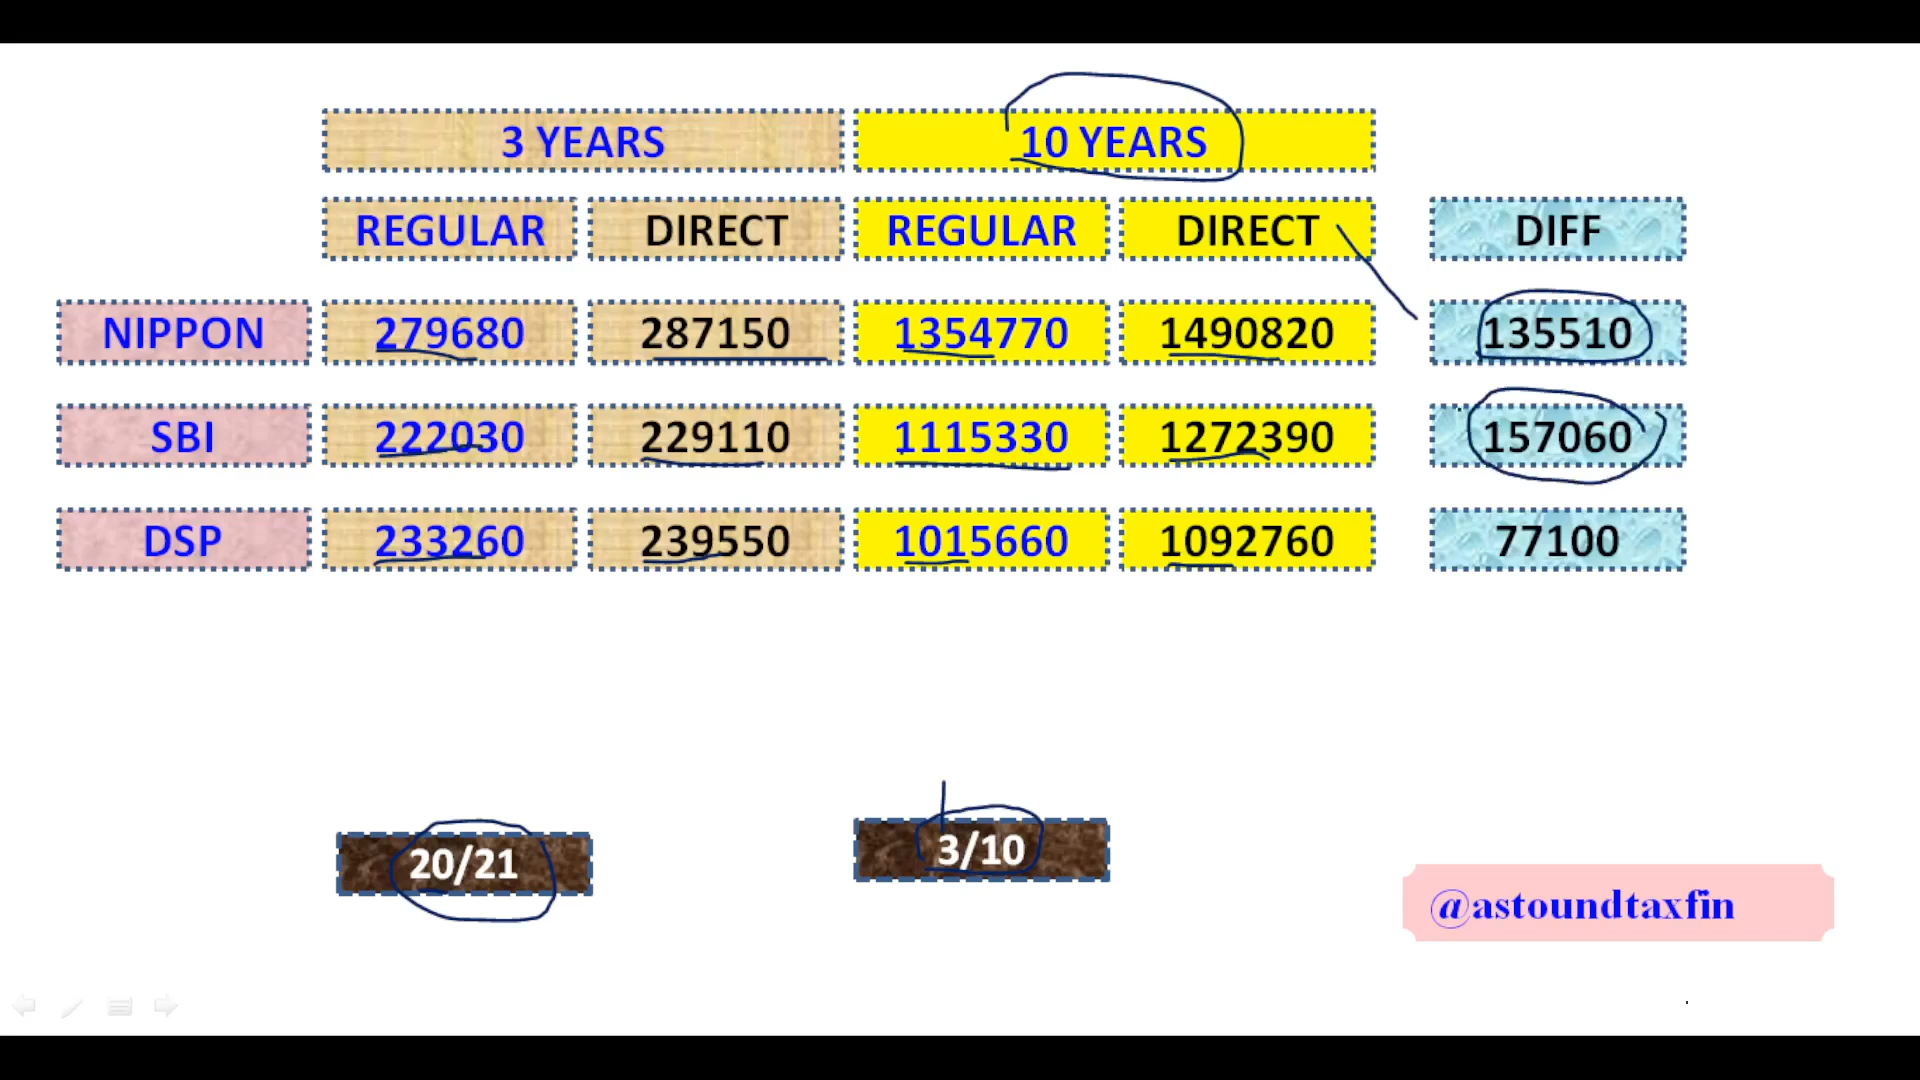 3 YEARS 10 YEARS
REGULAR DIRECT REGULAR DIRECT DIFF
NIPPON 279680 287150 1354770 1490820 135510
SBI 222030 229110 1115330 1272390 157060
DSP 233260 239550 1015660 1092760 77100
20/21 3/10
@astoundtaxfin